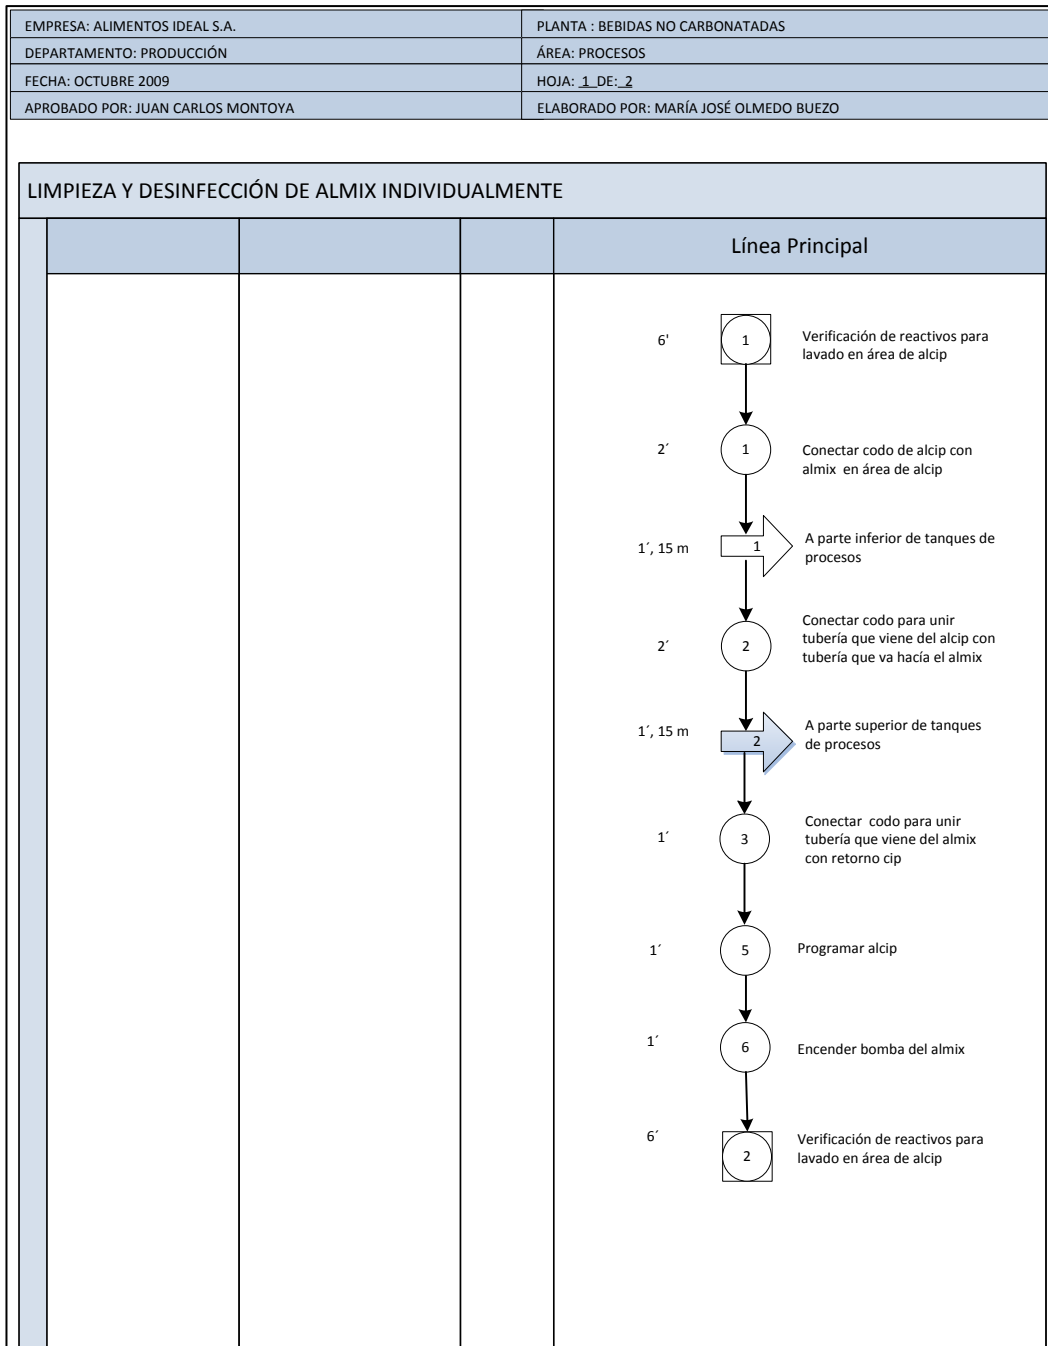 EMPRESA: ALIMENTOS IDEAL S.A.
PLANTA : BEBIDAS NO CARBONATADAS
DEPARTAMENTO: PRODUCCIÓN
ÁREA: PROCESOS
FECHA: OCTUBRE 2009
HOJA: 1 DE: 2
APROBADO POR: JUAN CARLOS MONTOYA
ELABORADO POR: MARÍA JOSÉ OLMEDO BUEZO
LIMPIEZA Y DESINFECCIÓN DE ALMIX INDIVIDUALMENTE
Línea Principal
6'
1
Verificación de reactivos para
lavado en área de alcip
2´
1
Conectar codo de alcip con
almix en área de alcip
1´, 15 m
1
A parte inferior de tanques de
procesos
2´
2
Conectar codo para unir
tubería que viene del alcip con
tubería que va hacía el almix
1´, 15 m
2
A parte superior de tanques
de procesos
1´
3
Conectar codo para unir
tubería que viene del almix
con retorno cip
1´
5
Programar alcip
1´
6
Encender bomba del almix
6´
2
Verificación de reactivos para
lavado en área de alcip